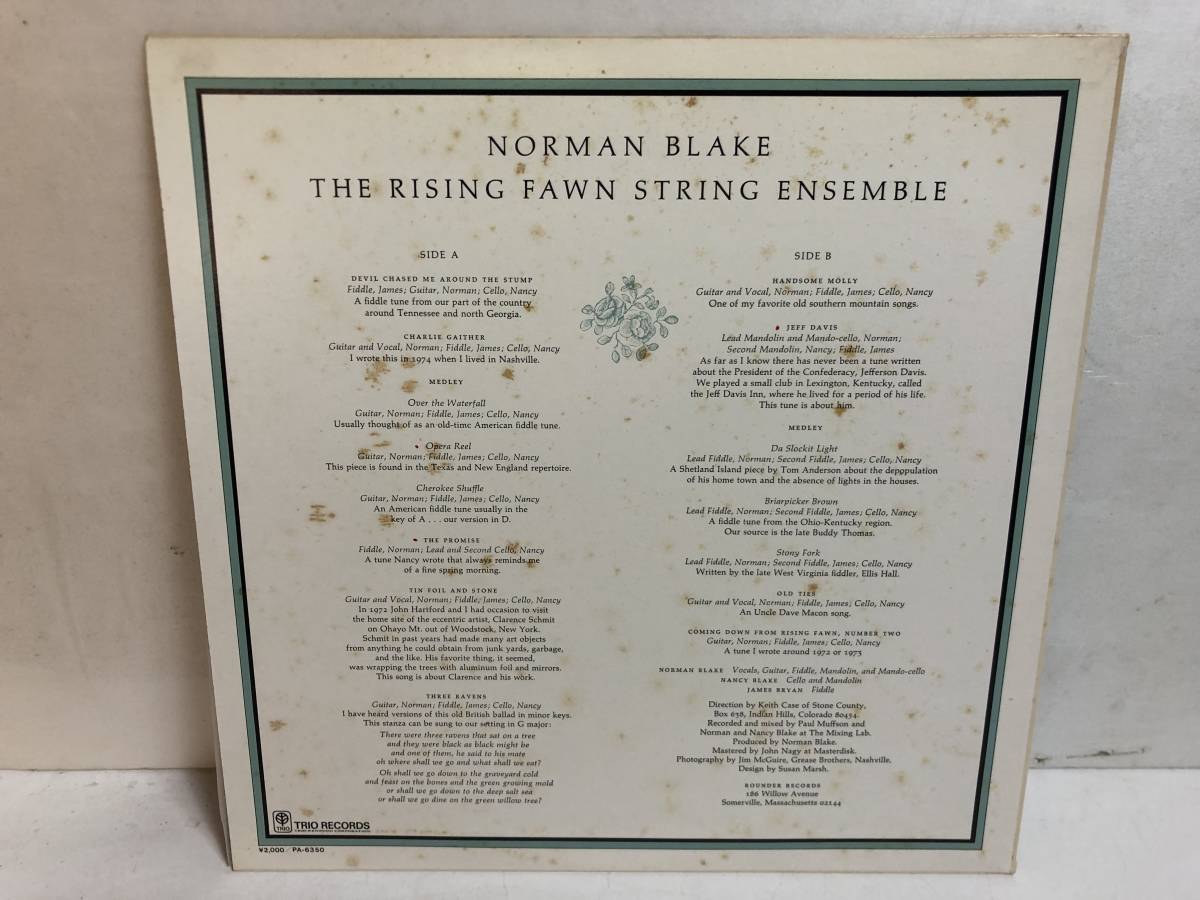 NORMAN BLAKE
THE RISING FAWN STRING ENSEMBLE
SIDE A
DEVIL CHASED ME AROUND THE STUMP
Fiddle, James; Guitar, Norman; Cello, Nancy
A fiddle tune from our part of the country
around Tennessee and north Georgia.
CHARLIE GAITHER
Guitar and Vocal, Norman; Fiddle, James; Cello, Nancy
I wrote this in 1974 when I lived in Nashville.
MEDLEY
Over the Waterfall
Guitar, Norman; Fiddle, James; Cello, Nancy
Usually thought of as an old-time American fiddle tune.
Opera Reel
Guitar, Norman; Fiddle, James; Cello, Nancy
This piece is found in the Texas and New England repertoire.
Cherokee Shuffle
Guitar, Norman; Fiddle, James; Cello, Nancy
An American fiddle tune usually in the
key of A . . . our version in D.
THE PROMISE
Fiddle, Norman; Lead and Second Cello, Nancy
A tune Nancy wrote that always reminds me
of a fine spring morning.
TIN FOIL AND STONE
Guitar and Vocal, Norman; Fiddle, James; Cello, Nancy
In 1972 John Hartford and I had occasion to visit
the home site of the eccentric artist, Clarence Schmit
on Ohayo Mt. out of Woodstock, New York.
Schmit in past years had made many art objects
from anything he could obtain from junk yards, garbage,
and the like. His favorite thing, it seemed,
was wrapping the trees with aluminum foil and mirrors.
This song is about Clarence and his work.
THREE RAVENS
Guitar, Norman; Fiddle, James; Cello, Nancy
I have heard versions of this old British ballad in minor keys.
This stanza can be sung to our setting in G major:
There were three ravens that sat on a tree
and they were black as black might be
and one of them, he said to his mate
oh where shall we go and what shall we eat?
Oh shall we go down to the graveyard cold
and feast on the bones and the green growing mold
or shall we go down to the deep salt sea
or shall we go dine on the green willow tree?
SIDE B
HANDSOME MOLLY
Guitar and Vocal, Norman; Fiddle, James; Cello, Nancy
One of my favorite old southern mountain songs.
JEFF DAVIS
Lead Mandolin and Mando-cello, Norman;
Second Mandolin, Nancy; Fiddle, James
As far as I know there has never been a tune written
about the President of the Confederacy, Jefferson Davis.
We played a small club in Lexington, Kentucky, called
the Jeff Davis Inn, where he lived for a period of his life.
This tune is about him.
MEDLEY
Da Slockit Light
Lead Fiddle, Norman; Second Fiddle, James; Cello, Nancy
A Shetland Island piece by Tom Anderson about the deppopulation
of his home town and the absence of lights in the houses.
Briarpicker Brown
Lead Fiddle, Norman; Second Fiddle, James; Cello, Nancy
A fiddle tune from the Ohio-Kentucky region.
Our source is the late Buddy Thomas.
Stony Fork
Lead Fiddle, Norman; Second Fiddle, James; Cello, Nancy
Written by the late West Virginia fiddler, Ellis Hall.
OLD TIES
Guitar and Vocal, Norman; Fiddle, James; Cello, Nancy
An Uncle Dave Macon song.
COMING DOWN FROM RISING FAWN, NUMBER TWO
Guitar, Norman; Fiddle, James; Cello, Nancy
A tune I wrote around 1972 or 1973
NORMAN BLAKE Vocals, Guitar, Fiddle, Mandolin, and Mando-cello
NANCY BLAKE Cello and Mandolin
JAMES BRYAN Fiddle
Direction by Keith Case of Stone County,
Box 638, Indian Hills, Colorado 80454.
Recorded and mixed by Paul Muffson and
Norman and Nancy Blake at The Mixing Lab.
Produced by Norman Blake.
Mastered by John Nagy at Masterdisk.
Photography by Jim McGuire, Grease Brothers, Nashville.
Design by Susan Marsh.
ROUNDER RECORDS
186 Willow Avenue
Somerville, Massachusetts 02144
TRIO
TRIO RECORDS
¥2,000 / PA-6350